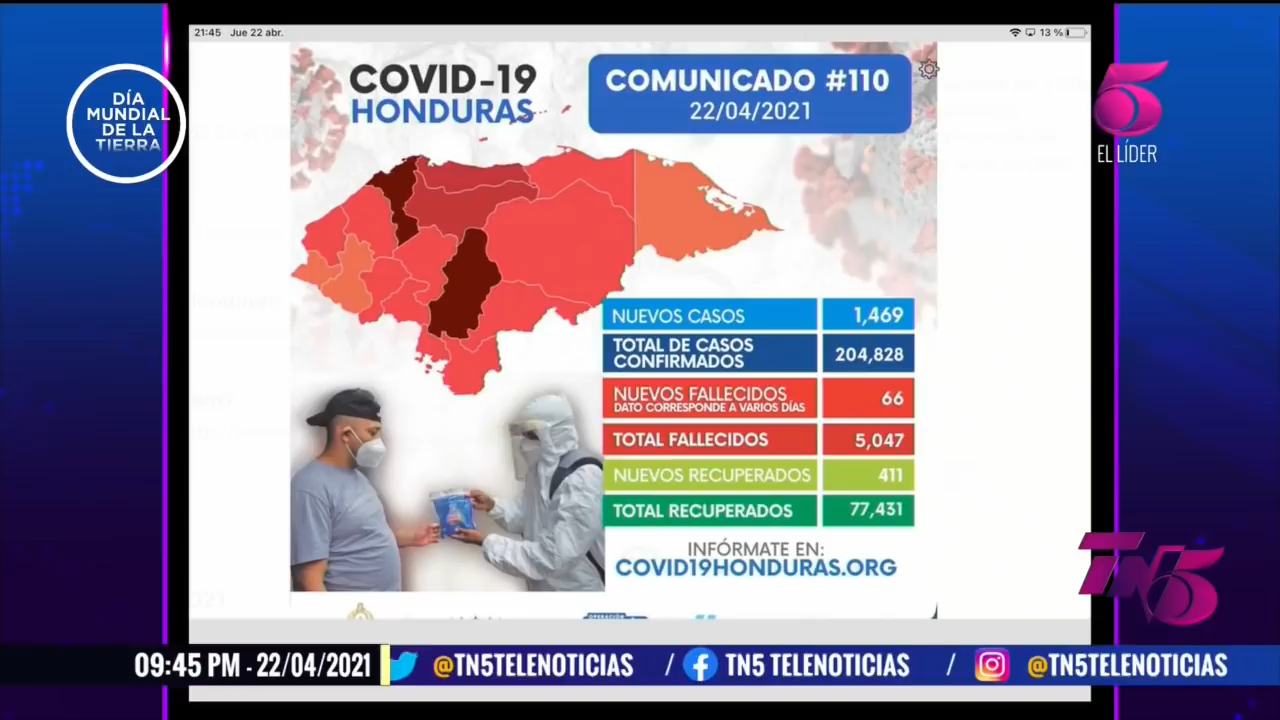 21:45 Jue 22 abr.
13 %
DÍA
MUNDIAL
DE LA
TIERRA
COVID-19
HONDURAS
COMUNICADO #110
22/04/2021
5
EL LÍDER
NUEVOS CASOS 1,469
TOTAL DE CASOS
CONFIRMADOS 204,828
NUEVOS FALLECIDOS
DATO CORRESPONDE A VARIOS DÍAS 66
TOTAL FALLECIDOS 5,047
NUEVOS RECUPERADOS 411
TOTAL RECUPERADOS 77,431
INFÓRMATE EN:
COVID19HONDURAS.ORG
TN5
09:45 PM - 22/04/2021 @TN5TELENOTICIAS / TN5 TELENOTICIAS / @TN5TELENOTICIAS